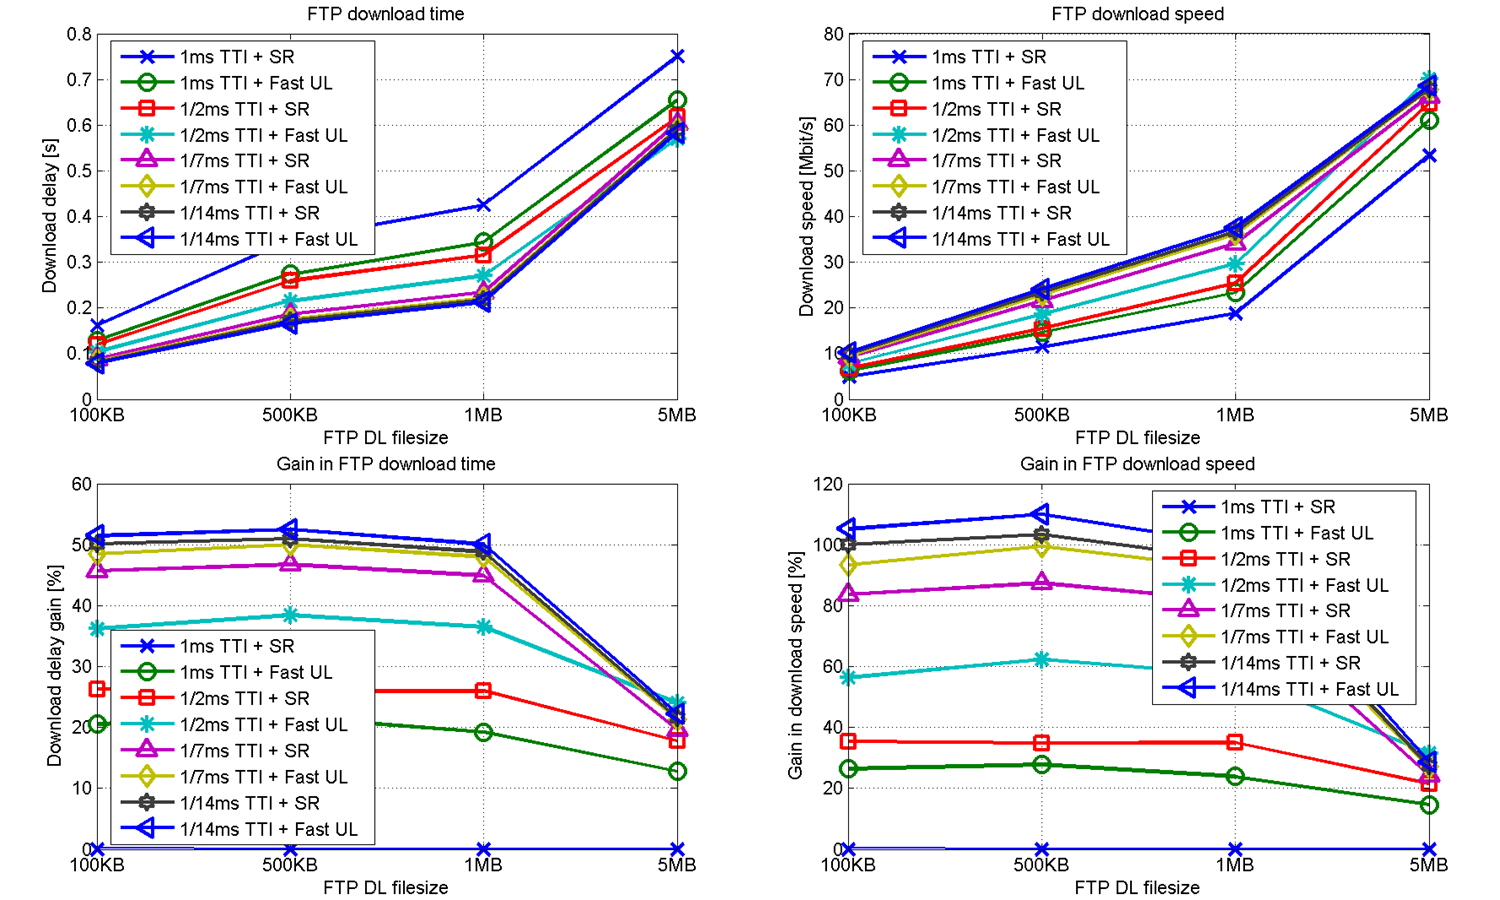 FTP download time
Download delay [s]
0.8
0.7
0.6
0.5
0.4
0.3
0.2
0.1
0
1ms TTI + SR
1ms TTI + Fast UL
1/2ms TTI + SR
1/2ms TTI + Fast UL
1/7ms TTI + SR
1/7ms TTI + Fast UL
1/14ms TTI + SR
1/14ms TTI + Fast UL
100KB 500KB 1MB 5MB
FTP DL filesize
FTP download speed
Download speed [Mbit/s]
80
70
60
50
40
30
20
10
0
1ms TTI + SR
1ms TTI + Fast UL
1/2ms TTI + SR
1/2ms TTI + Fast UL
1/7ms TTI + SR
1/7ms TTI + Fast UL
1/14ms TTI + SR
1/14ms TTI + Fast UL
100KB 500KB 1MB 5MB
FTP DL filesize
Gain in FTP download time
Download delay gain [%]
60
50
40
30
20
10
0
1ms TTI + SR
1ms TTI + Fast UL
1/2ms TTI + SR
1/2ms TTI + Fast UL
1/7ms TTI + SR
1/7ms TTI + Fast UL
1/14ms TTI + SR
1/14ms TTI + Fast UL
100KB 500KB 1MB 5MB
FTP DL filesize
Gain in FTP download speed
Gain in download speed [%]
120
100
80
60
40
20
0
1ms TTI + SR
1ms TTI + Fast UL
1/2ms TTI + SR
1/2ms TTI + Fast UL
1/7ms TTI + SR
1/7ms TTI + Fast UL
1/14ms TTI + SR
1/14ms TTI + Fast UL
100KB 500KB 1MB 5MB
FTP DL filesize